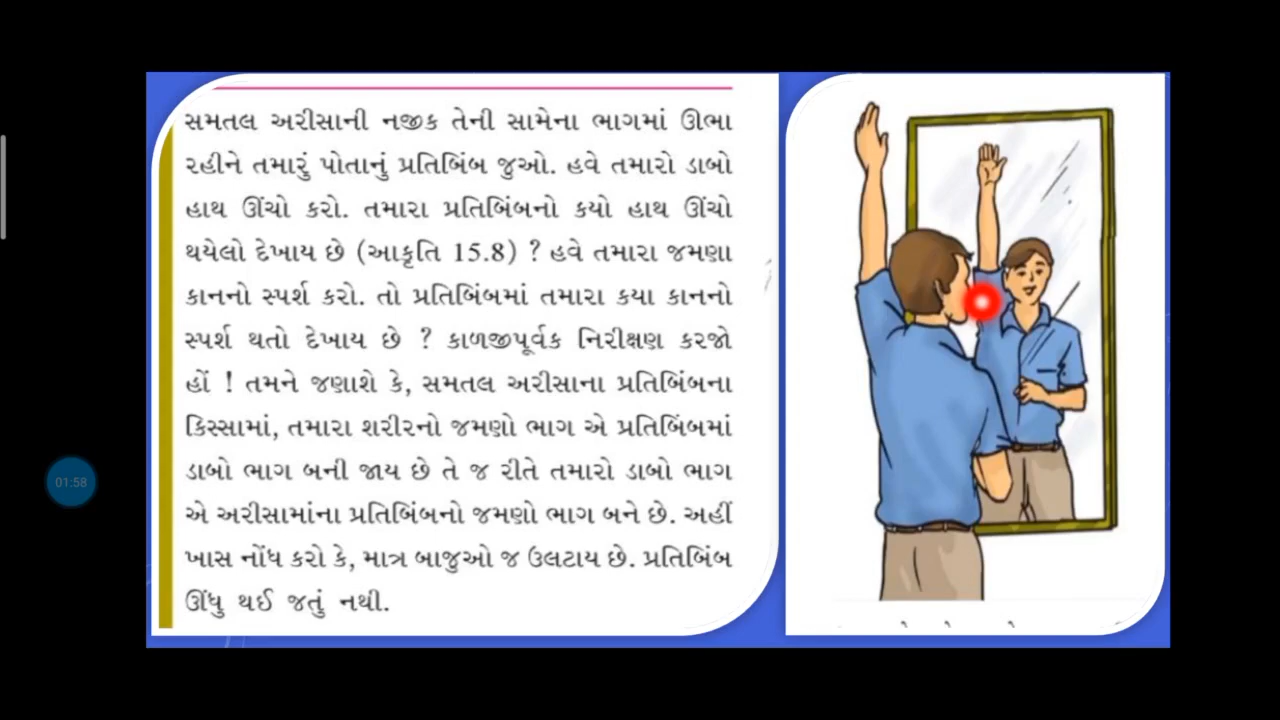 સમતલ અરીસાની નજીક તેની સામેના ભાગમાં ઊભા
રહીને તમારું પોતાનું પ્રતિબિંબ જુઓ. હવે તમારો ડાબો
હાથ ઊંચો કરો. તમારા પ્રતિબિંબનો કયો હાથ ઊંચો
થયેલો દેખાય છે (આકૃતિ 15.8) ? હવે તમારા જમણા
કાનનો સ્પર્શ કરો. તો પ્રતિબિંબમાં તમારા કયા કાનનો
સ્પર્શ થતો દેખાય છે ? કાળજીપૂર્વક નિરીક્ષણ કરજો
હોં ! તમને જણાશે કે, સમતલ અરીસાના પ્રતિબિંબના
કિસ્સામાં, તમારા શરીરનો જમણો ભાગ એ પ્રતિબિંબમાં
ડાબો ભાગ બની જાય છે તે જ રીતે તમારો ડાબો ભાગ
એ અરીસામાંના પ્રતિબિંબનો જમણો ભાગ બને છે. અહીં
ખાસ નોંધ કરો કે, માત્ર બાજુઓ જ ઉલટાય છે. પ્રતિબિંબ
ઊંધુ થઈ જતું નથી.
01:58